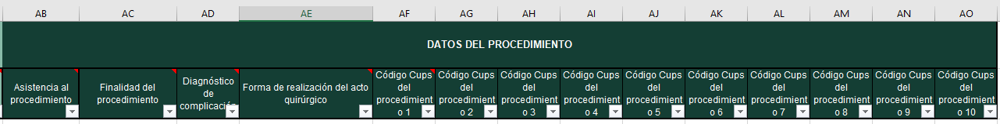 AB AC AD AE AF AG AH AI AJ AK AL AM AN AO
DATOS DEL PROCEDIMIENTO
Asistencia al
procedimiento
Finalidad del
procedimiento
Diagnóstico
de
complicación
Forma de realización del acto
quirúrgico
Código Cups
del
procedimient
o 1
Código Cups
del
procedimient
o 2
Código Cups
del
procedimient
o 3
Código Cups
del
procedimient
o 4
Código Cups
del
procedimient
o 5
Código Cups
del
procedimient
o 6
Código Cups
del
procedimient
o 7
Código Cups
del
procedimient
o 8
Código Cups
del
procedimient
o 9
Código Cups
del
procedimient
o 10